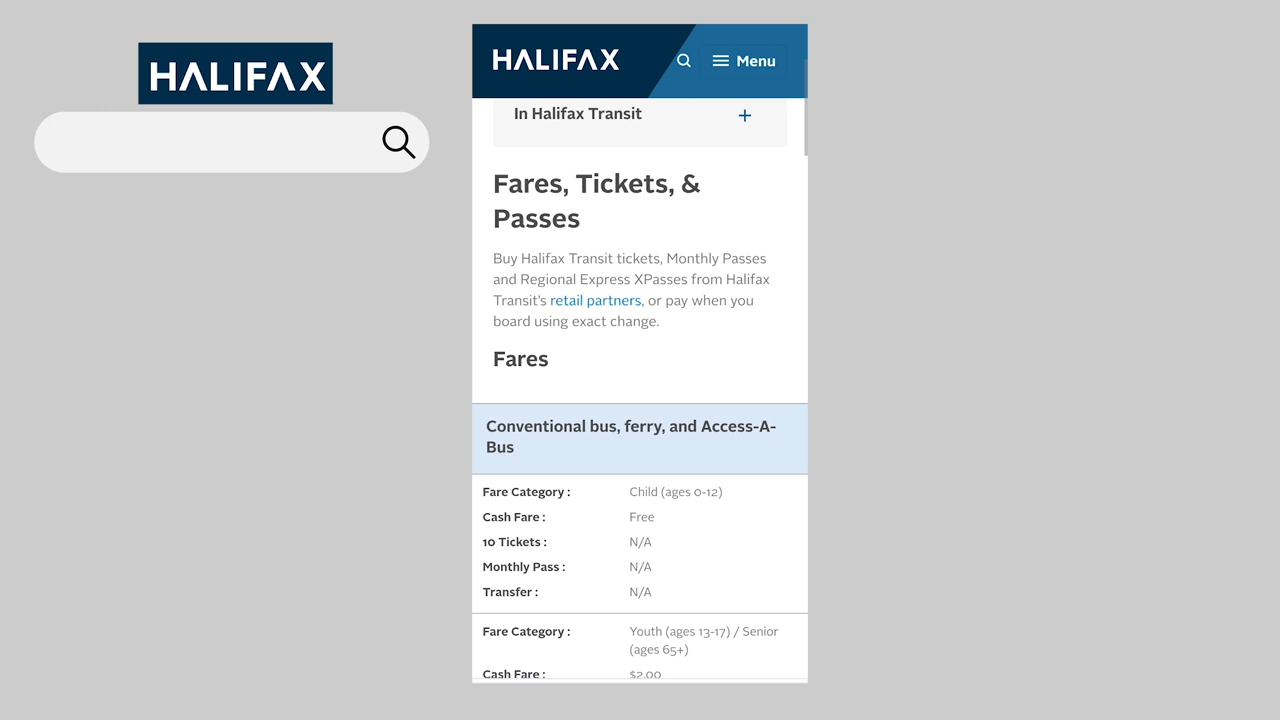 HALIFAX
HALIFAX
Menu
In Halifax Transit
Fares, Tickets, &
Passes
Buy Halifax Transit tickets, Monthly Passes
and Regional Express XPasses from Halifax
Transit's retail partners, or pay when you
board using exact change.
Fares
Conventional bus, ferry, and Access-A-
Bus
Fare Category : Child (ages 0-12)
Cash Fare : Free
10 Tickets : N/A
Monthly Pass : N/A
Transfer : N/A
Fare Category : Youth (ages 13-17) / Senior
(ages 65+)
Cash Fare : $2.00